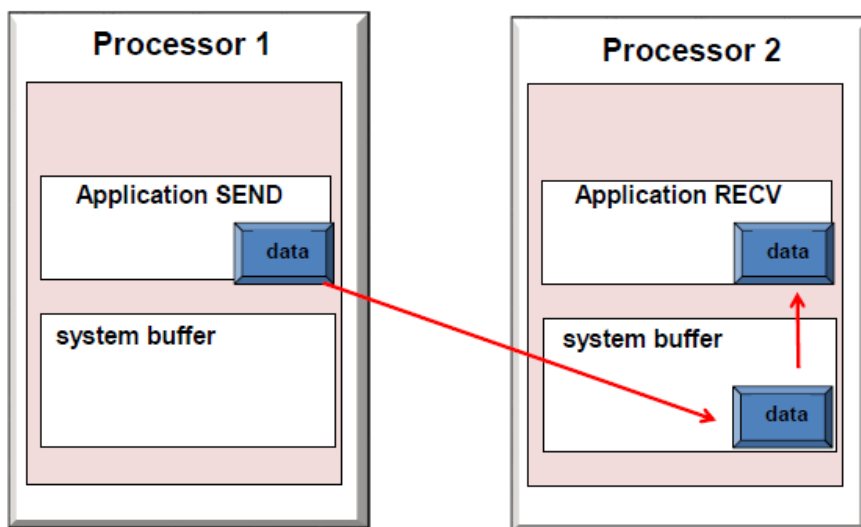 Processor 1
Application SEND
data
system buffer
Processor 2
Application RECV
data
system buffer
data